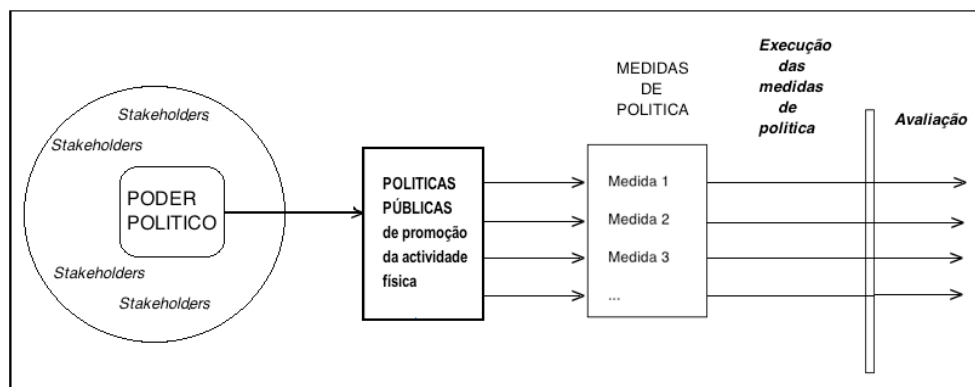 Stakeholders
Stakeholders
PODER
POLITICO
Stakeholders
Stakeholders
POLITICAS
PÚBLICAS
de promoção
da actividade
física
MEDIDAS
DE
POLITICA
Medida 1
Medida 2
Medida 3
...
Execução
das
medidas
de
politica
Avaliação